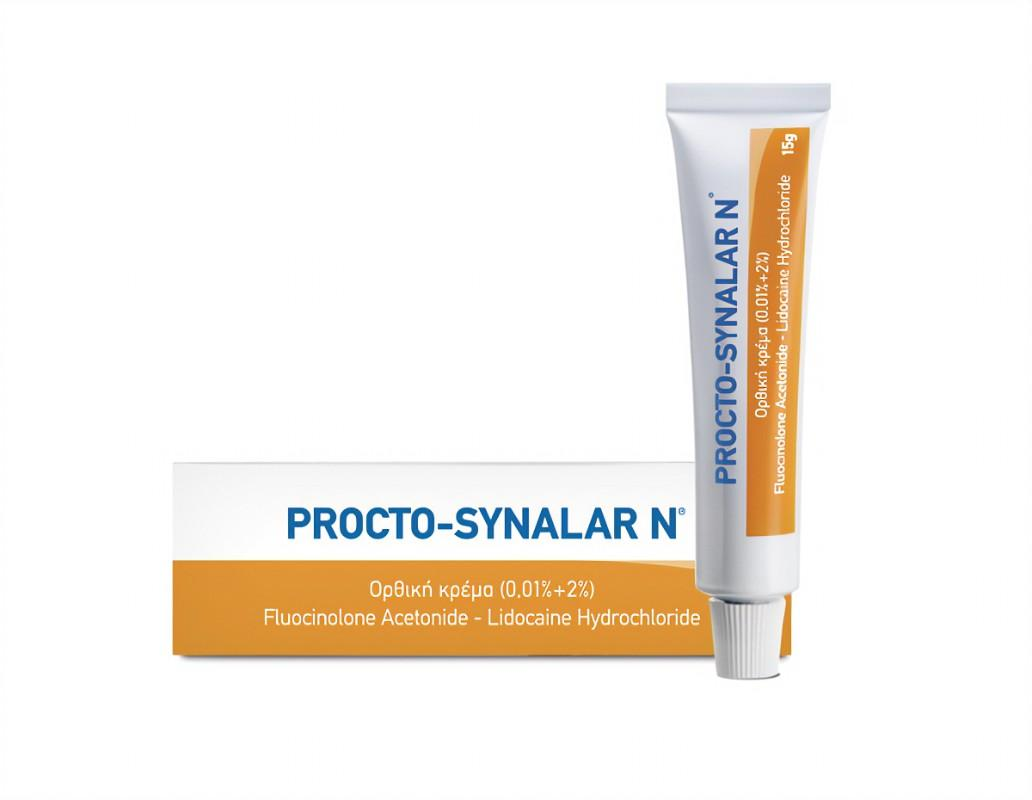 PROCTO-SYNALAR N®
Ορθική κρέμα (0,01%+2%)
Fluocinolone Acetonide - Lidocaine Hydrochloride
PROCTO-SYNALAR N®
Ορθική κρέμα (0.01%+2%)
Fluocinolone Acetonide - Lidocaine Hydrochloride
15g